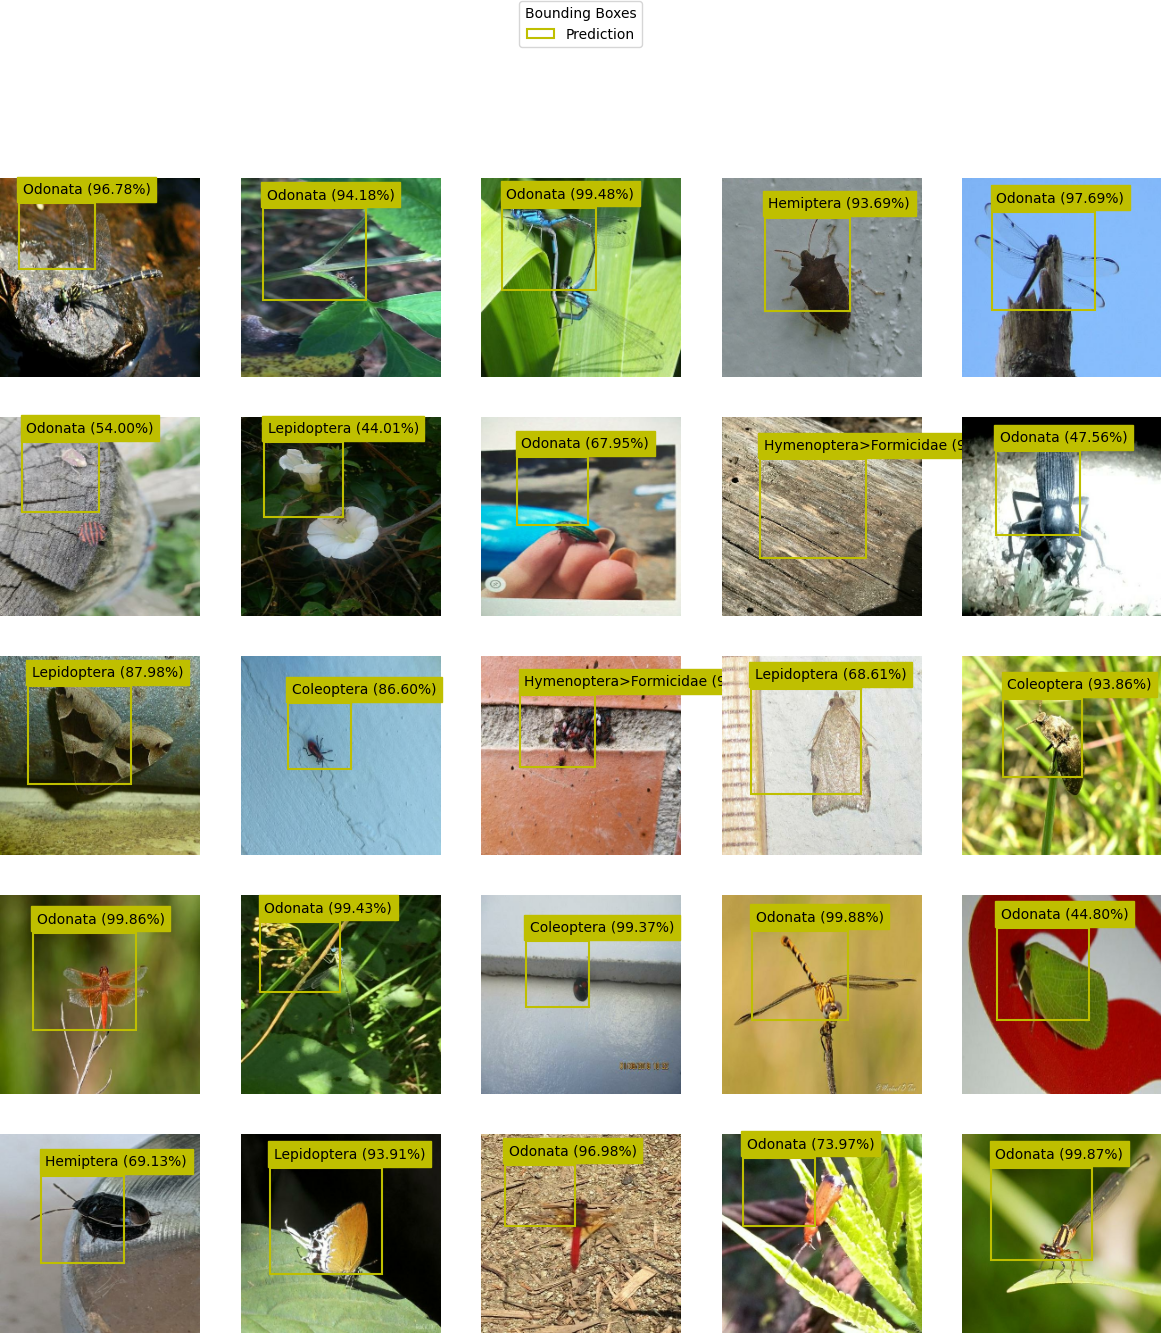 Bounding Boxes
Prediction
Odonata (96.78%)
Odonata (94.18%)
Odonata (99.48%)
Hemiptera (93.69%)
Odonata (97.69%)
Odonata (54.00%)
Lepidoptera (44.01%)
Odonata (67.95%)
Hymenoptera>Formicidae (9
Odonata (47.56%)
Lepidoptera (87.98%)
Coleoptera (86.60%)
Hymenoptera>Formicidae (9
Lepidoptera (68.61%)
Coleoptera (93.86%)
Odonata (99.86%)
Odonata (99.43%)
Coleoptera (99.37%)
Odonata (99.88%)
Odonata (44.80%)
Hemiptera (69.13%)
Lepidoptera (93.91%)
Odonata (96.98%)
Odonata (73.97%)
Odonata (99.87%)